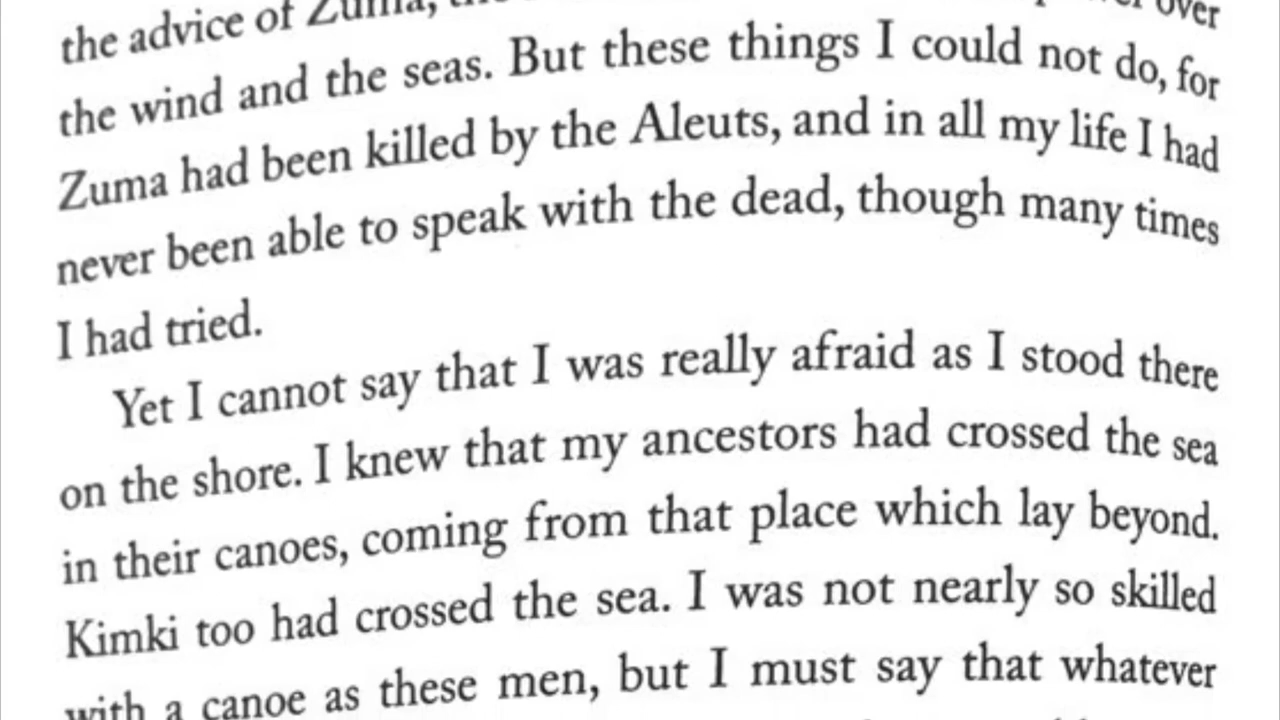 the advice of Zuma, over
the wind and the seas. But these things I could not do, for
Zuma had been killed by the Aleuts, and in all my life I had
never been able to speak with the dead, though many times
I had tried.
Yet I cannot say that I was really afraid as I stood there
on the shore. I knew that my ancestors had crossed the sea
in their canoes, coming from that place which lay beyond.
Kimki too had crossed the sea. I was not nearly so skilled
with a canoe as these men, but I must say that whatever